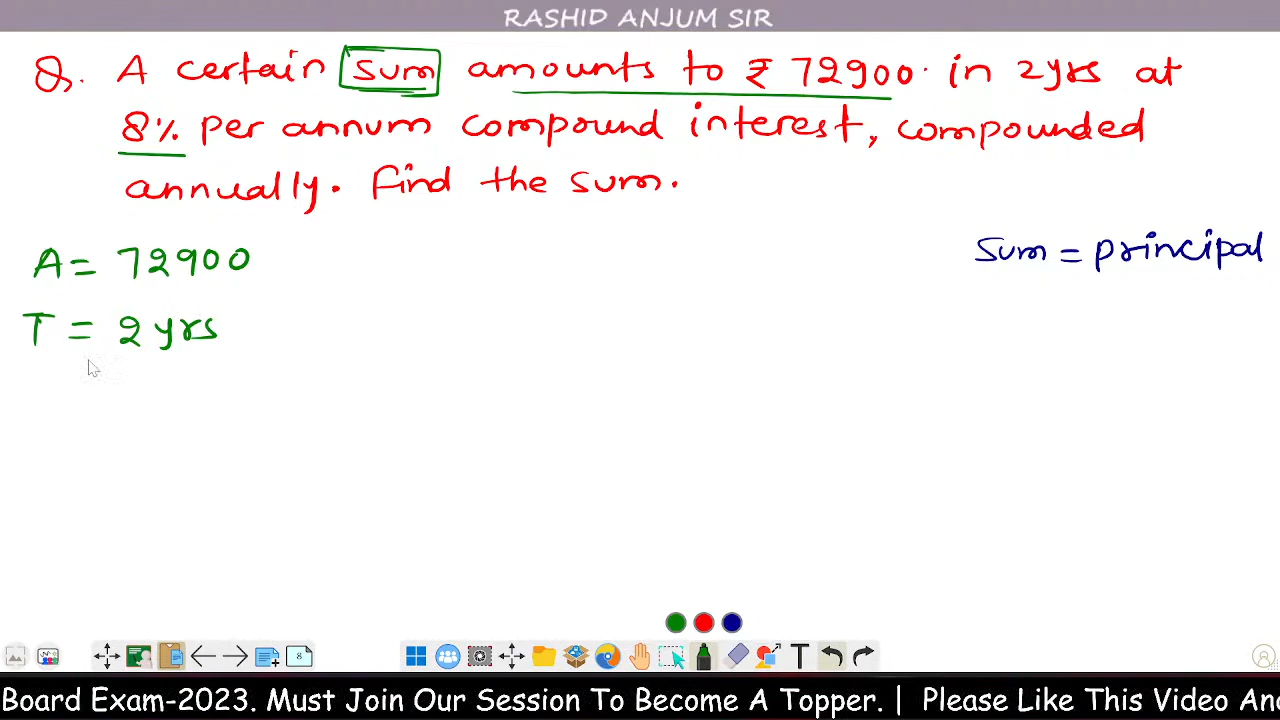 RASHID ANJUM SIR
Q. A certain sum amounts to ₹ 72900 in 2yrs at
8% per annum compound interest, compounded
annually. Find the sum.
A = 72900
sum = principal
T = 2 yrs
8
Board Exam-2023. Must Join Our Session To Become A Topper. | Please Like This Video And